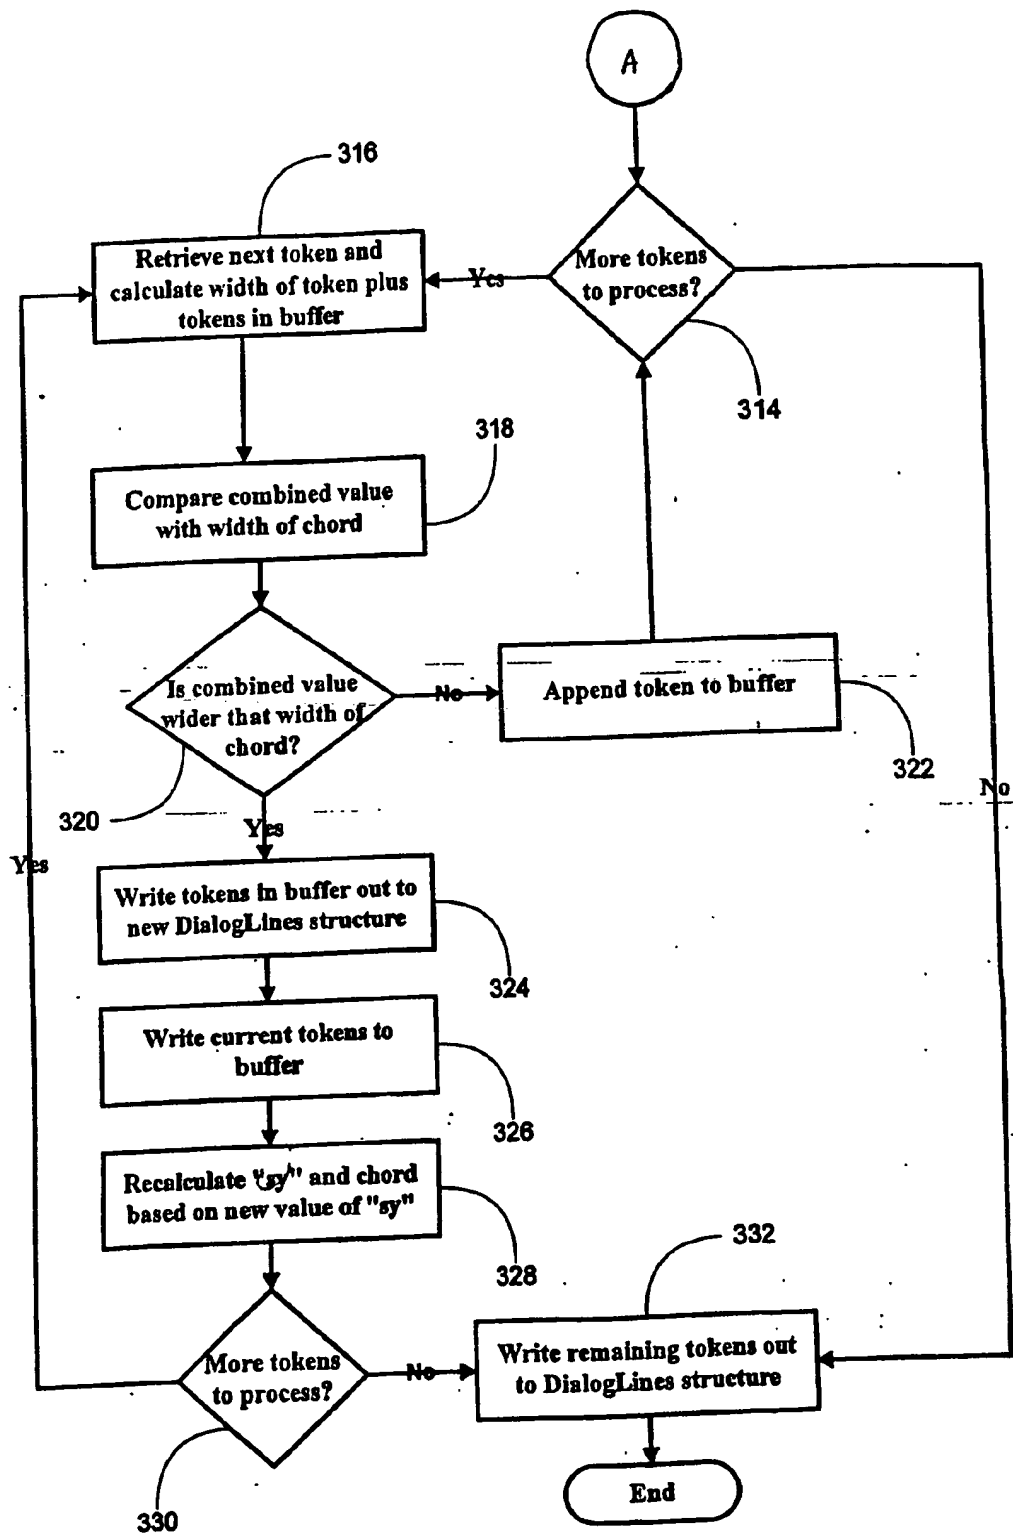 A
316
Retrieve next token and
calculate width of token plus
tokens in buffer
Yes
More tokens
to process?
314
318
Compare combined value
with width of chord
Is combined value
wider that width of
chord?
No
Append token to buffer
322
320
Yes
No
Yes
Write tokens in buffer out to
new DialogLines structure
324
Write current tokens to
buffer
326
Recalculate "sy" and chord
based on new value of "sy"
328
332
More tokens
to process?
No
Write remaining tokens out
to DialogLines structure
330
End